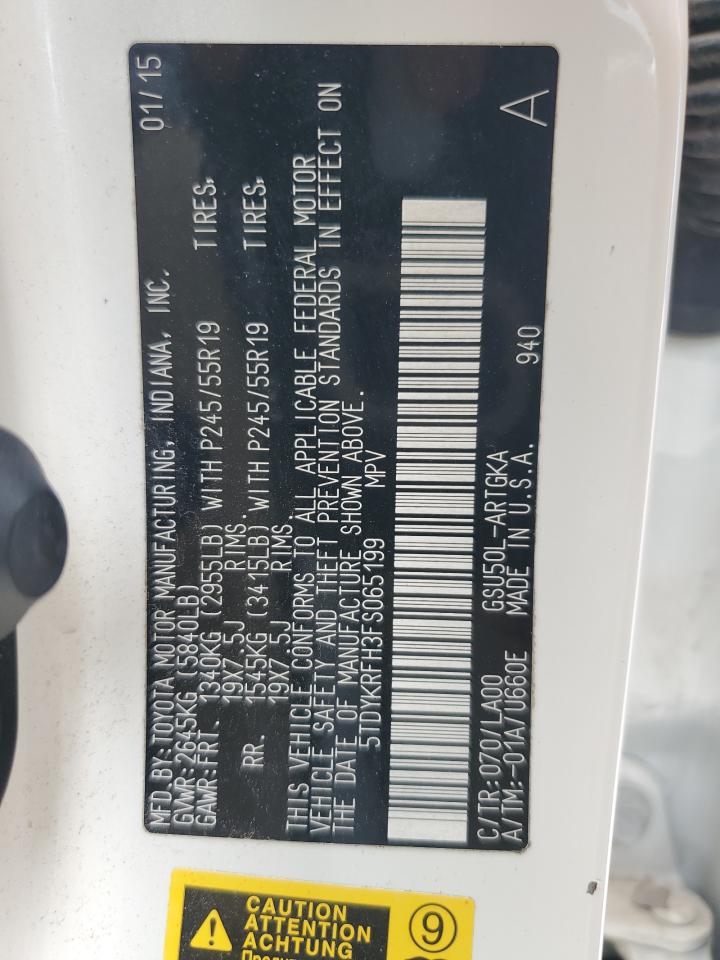 MFD.BY:TOYOTA MOTOR MANUFACTURING, INDIANA, INC. 01/15
GVWR:2645KG (5840LB)
GAWR:FRT. 1340KG (2955LB) WITH P245/55R19 TIRES,
19X7.5J RIMS.
RR. 1545KG (3415LB) WITH P245/55R19 TIRES,
19X7.5J RIMS.
THIS VEHICLE CONFORMS TO ALL APPLICABLE FEDERAL MOTOR
VEHICLE SAFETY AND THEFT PREVENTION STANDARDS IN EFFECT ON
THE DATE OF MANUFACTURE SHOWN ABOVE.
5TDYKRFH3FS065199 MPV
C/TR:070/LA00 GSU50L-ARTGKA
A/TM:-01A/U660E MADE IN U.S.A. 940 A
CAUTION
ATTENTION
ACHTUNG
9